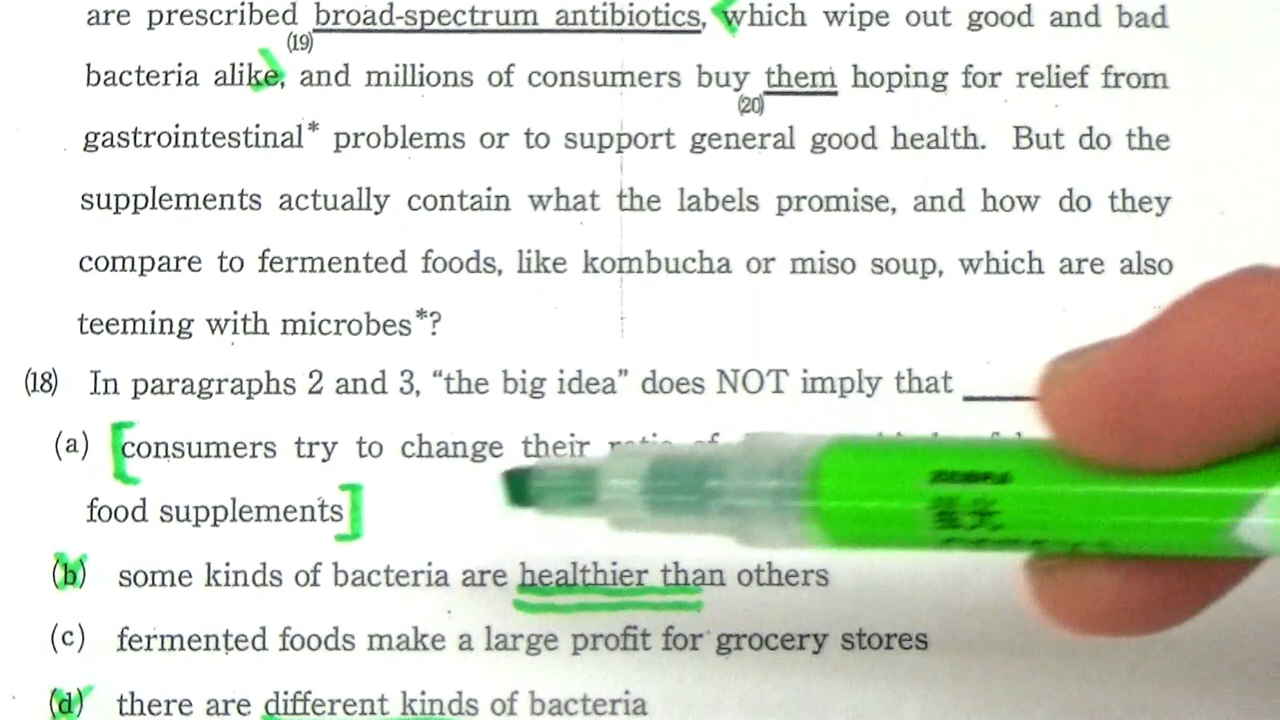 are prescribed broad-spectrum antibiotics, which wipe out good and bad
(19)
bacteria alike, and millions of consumers buy them hoping for relief from
(20)
gastrointestinal* problems or to support general good health. But do the
supplements actually contain what the labels promise, and how do they
compare to fermented foods, like kombucha or miso soup, which are also
teeming with microbes*?
(18) In paragraphs 2 and 3, “the big idea” does NOT imply that
(a) consumers try to change their
food supplements
(b) some kinds of bacteria are healthier than others
(c) fermented foods make a large profit for grocery stores
(d) there are different kinds of bacteria
ZEBRA
蛍光